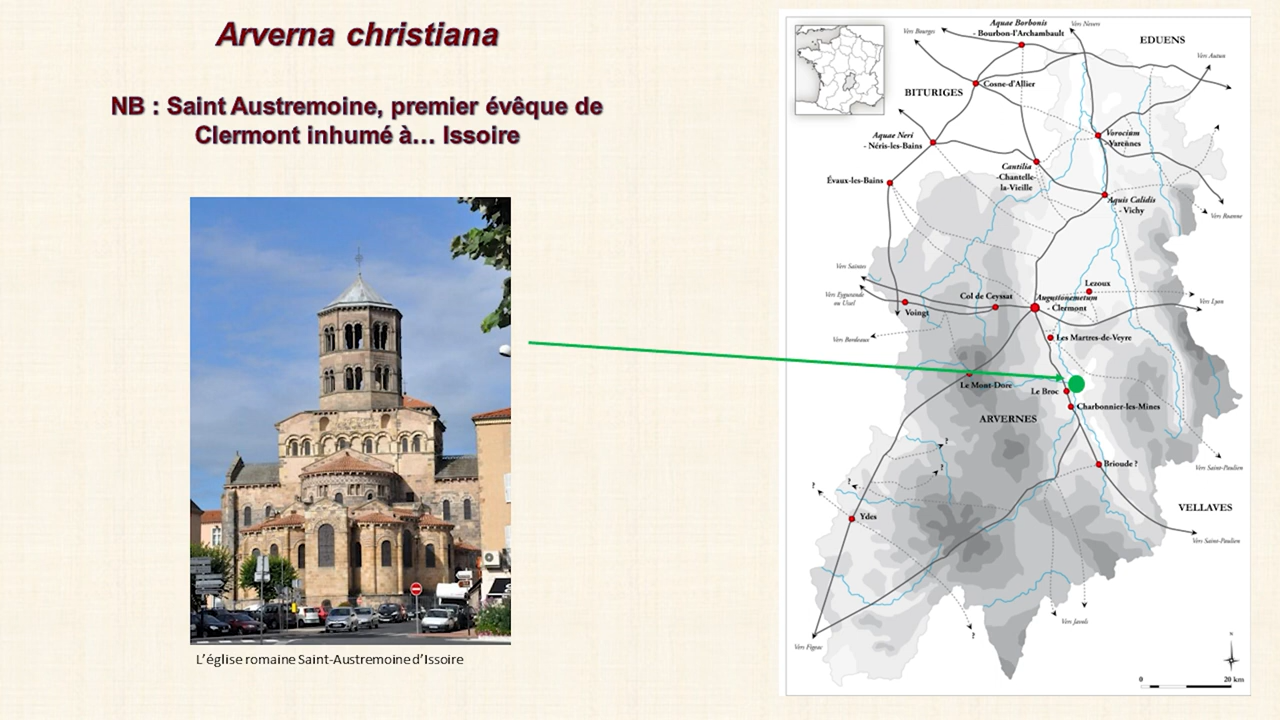 Arverna christiana
NB : Saint Austremoine, premier évêque de
Clermont inhumé à… Issoire
L'église romaine Saint-Austremoine d'Issoire
Aquae Borbonis
- Bourbon-l'Archambault
Vers Nevers
Vers Bourges
EDUENS
Vers Autun
Cosne-d'Allier
BITURIGES
Aquae Neri
- Néris-les-Bains
Vorocium
- Varennes
Cantilia
-Chantelle-
la-Vieille
Évaux-les-Bains
Aquis Calidis
- Vichy
Vers Roanne
Vers Saintes
Vers Eygurande
ou Ussel
Col de Ceyssat
Lezoux
Augustonemetum
- Clermont
Vers Lyon
Voingt
Vers Bordeaux
Les Martres-de-Veyre
Le Mont-Dore
Le Broc
Charbonnier-les-Mines
ARVERNES
?
?
?
?
Brioude ?
Vers Saint-Paulien
VELLAVES
Ydes
Vers Saint-Paulien
Vers Javols
?
Vers Figeac
N
0 20 km